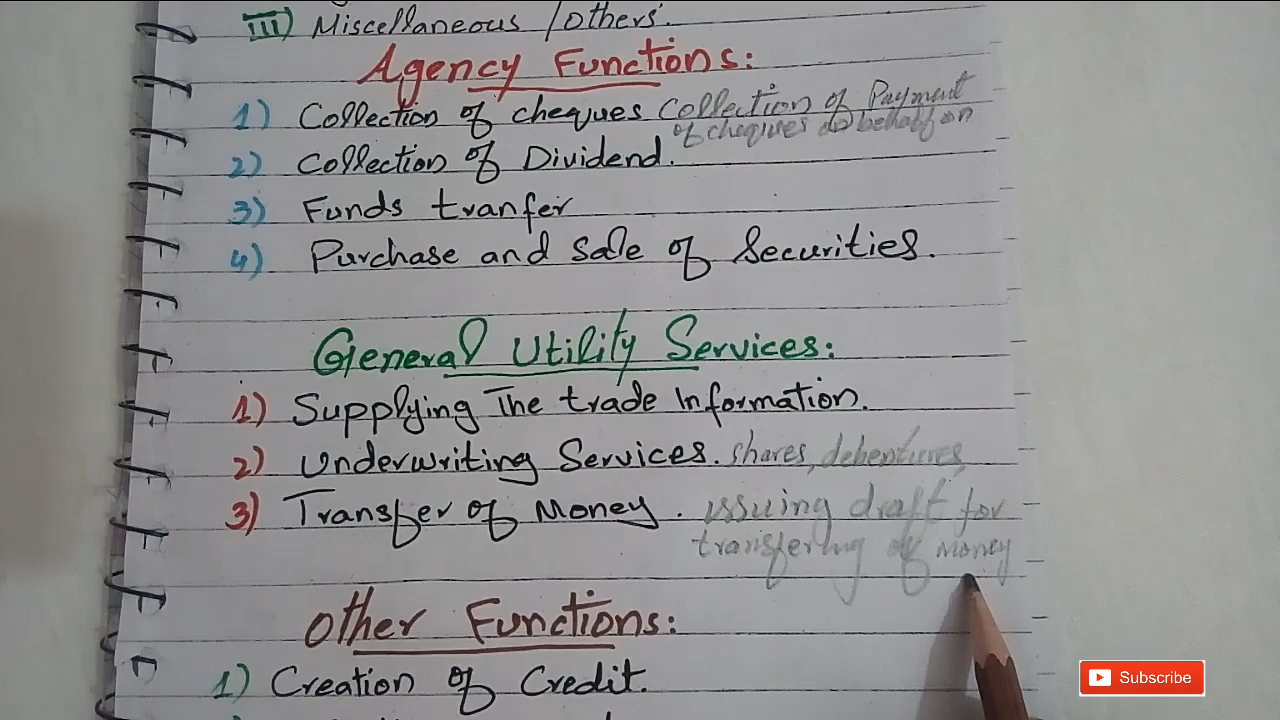 III) Miscellaneous /others.
Agency Functions:
1) Collection of cheques Collection of Payment
of cheques behalf on
2) Collection of Dividend.
3) Funds tranfer
4) Purchase and Sale of Securities.
General Utility Services:
1) Supplying The trade Information.
2) Underwriting Services. shares, debentures,
3) Transfer of Money. issuing draft for
transfering of money
Other Functions:
1) Creation of Credit.
Subscribe